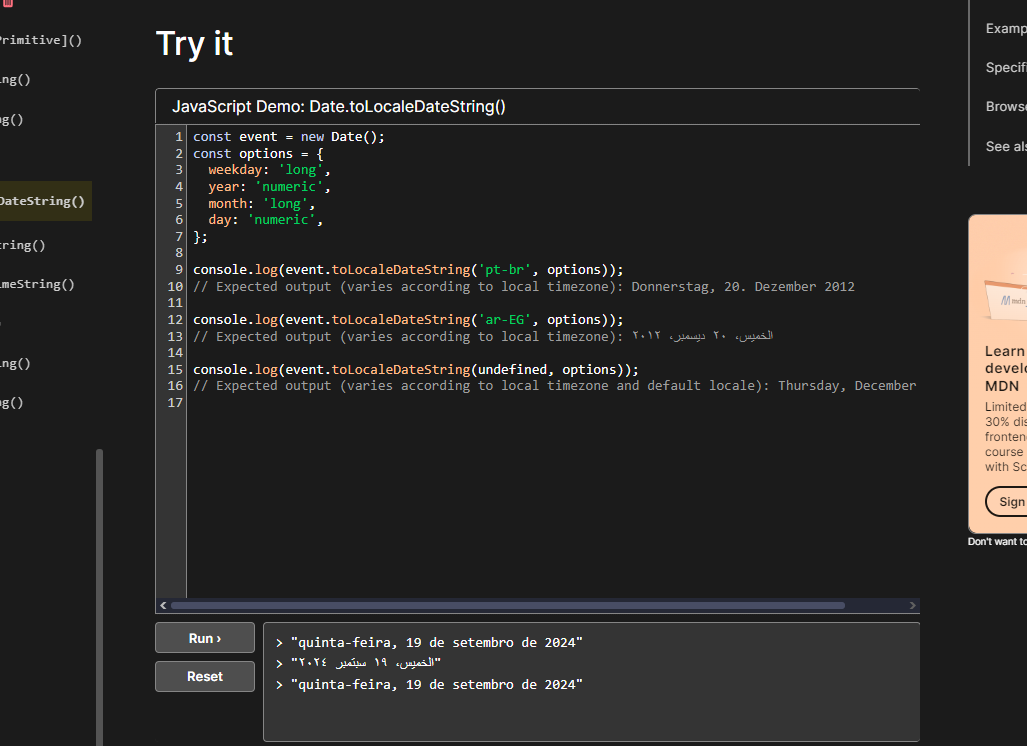 Primitive]()
ing()
ng()
DateString()
tring()
imeString()
)
ing()
ng()
Try it
JavaScript Demo: Date.toLocaleDateString()
1 const event = new Date();
2 const options = {
3   weekday: 'long',
4   year: 'numeric',
5   month: 'long',
6   day: 'numeric',
7 };
8
9 console.log(event.toLocaleDateString('pt-br', options));
10 // Expected output (varies according to local timezone): Donnerstag, 20. Dezember 2012
11
12 console.log(event.toLocaleDateString('ar-EG', options));
13 // Expected output (varies according to local timezone): الخميس، ٢٠ ديسمبر، ٢٠١٢
14
15 console.log(event.toLocaleDateString(undefined, options));
16 // Expected output (varies according to local timezone and default locale): Thursday, December
17
Run ›
Reset
> "quinta-feira, 19 de setembro de 2024"
> "الخميس، ١٩ سبتمبر ٢٠٢٤"
> "quinta-feira, 19 de setembro de 2024"
Examp
Specifi
Browse
See als
mdn
Learn
develo
MDN
Limited
30% dis
fronten
course
with Sc
Sign
Don't want to